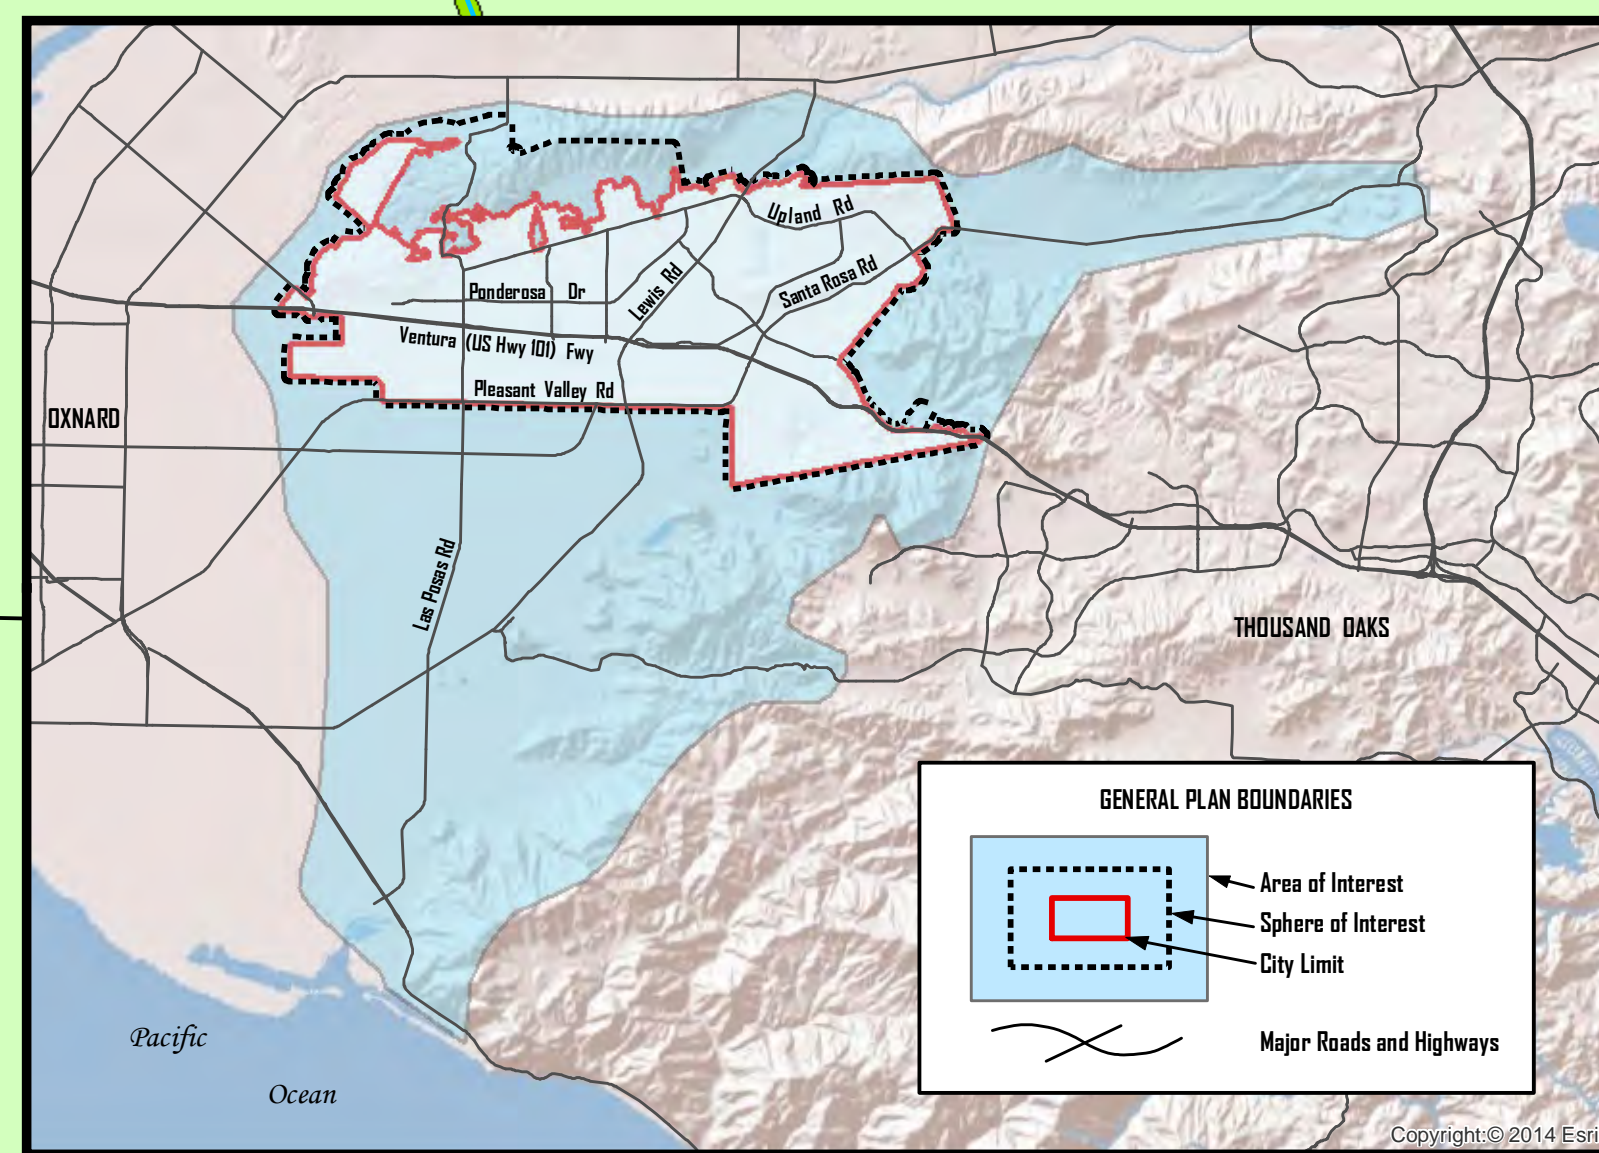 Upland Rd
Ponderosa Dr
Lewis Rd
Santa Rosa Rd
Ventura (US Hwy 101) Fwy
Pleasant Valley Rd
OXNARD
Las Posas Rd
THOUSAND OAKS
GENERAL PLAN BOUNDARIES
Area of Interest
Sphere of Interest
City Limit
Major Roads and Highways
Pacific
Ocean
Copyright:© 2014 Esri